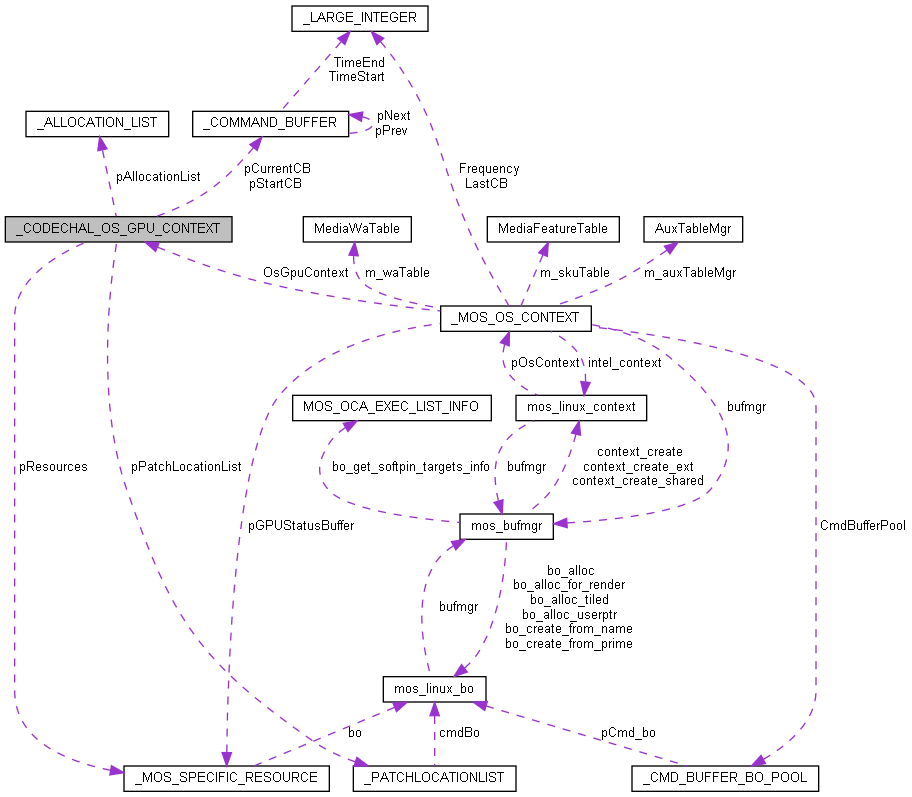 _LARGE_INTEGER
TimeEnd
TimeStart
_ALLOCATION_LIST
_COMMAND_BUFFER
pNext
pPrev
pAllocationList
pCurrentCB
pStartCB
Frequency
LastCB
_CODECHAL_OS_GPU_CONTEXT
MediaWaTable
MediaFeatureTable
AuxTableMgr
OsGpuContext
m_waTable
m_skuTable
m_auxTableMgr
_MOS_OS_CONTEXT
pOsContext
intel_context
MOS_OCA_EXEC_LIST_INFO
mos_linux_context
bufmgr
pResources
pPatchLocationList
bo_get_softpin_targets_info
bufmgr
context_create
context_create_ext
context_create_shared
pGPUStatusBuffer
mos_bufmgr
CmdBufferPool
bufmgr
bo_alloc
bo_alloc_for_render
bo_alloc_tiled
bo_alloc_userptr
bo_create_from_name
bo_create_from_prime
mos_linux_bo
bo
cmdBo
pCmd_bo
_MOS_SPECIFIC_RESOURCE
_PATCHLOCATIONLIST
_CMD_BUFFER_BO_POOL